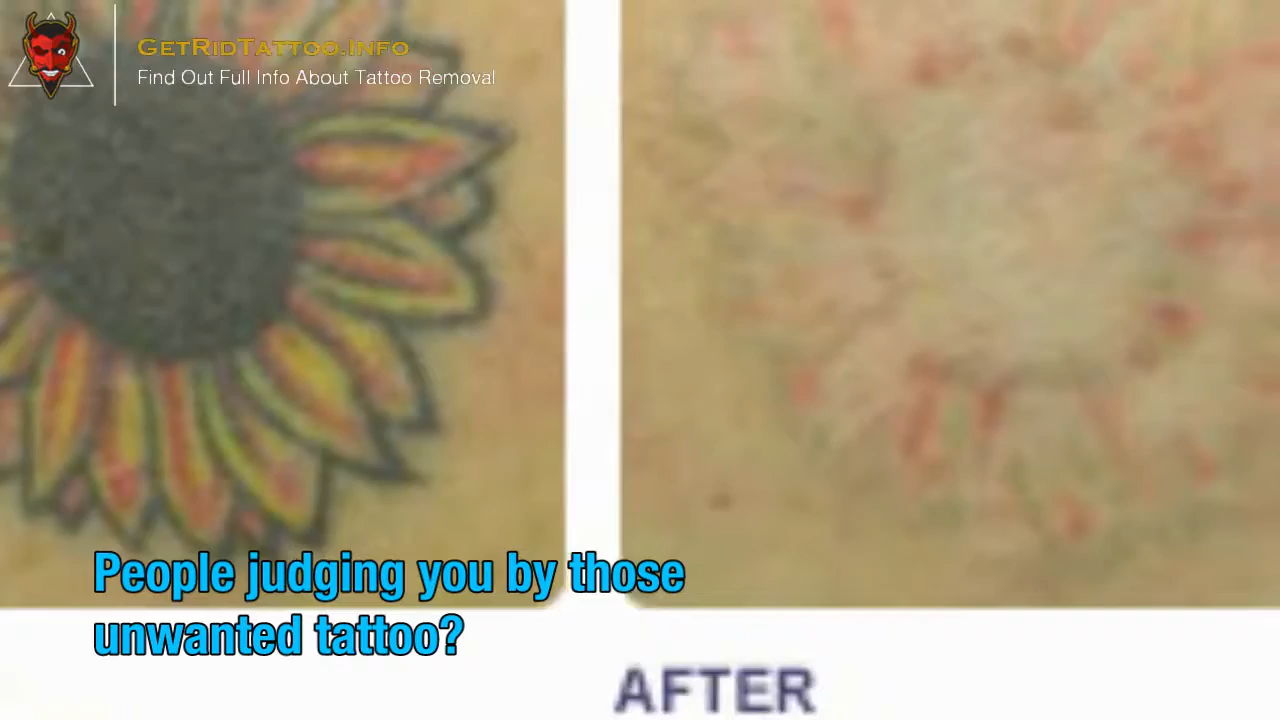 GetRidTattoo.Info
Find Out Full Info About Tattoo Removal
People judging you by those
unwanted tattoo?
AFTER